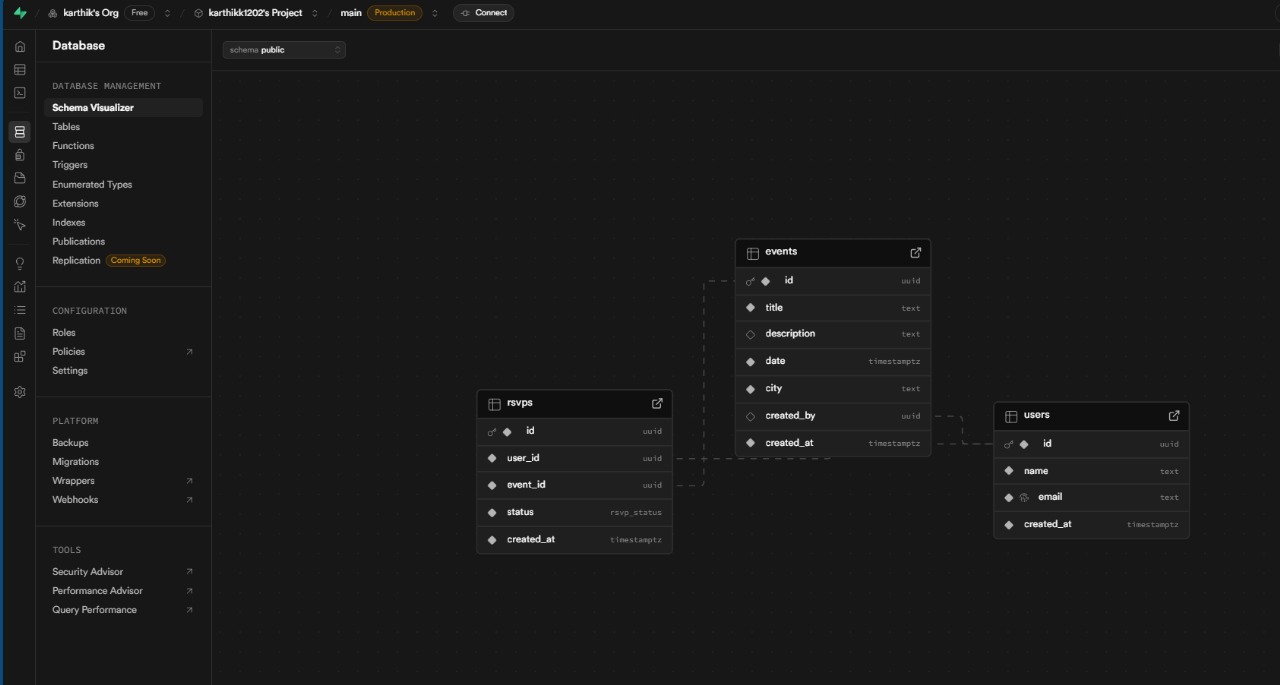 karthik's Org Free karthikk1202's Project main Production Connect
Database
schema public
DATABASE MANAGEMENT
Schema Visualizer
Tables
Functions
Triggers
Enumerated Types
Extensions
Indexes
Publications
Replication Coming Soon
CONFIGURATION
Roles
Policies
Settings
PLATFORM
Backups
Migrations
Wrappers
Webhooks
TOOLS
Security Advisor
Performance Advisor
Query Performance
rsvps
id uuid
user_id uuid
event_id uuid
status rsvp_status
created_at timestamptz
events
id uuid
title text
description text
date timestamptz
city text
created_by uuid
created_at timestamptz
users
id uuid
name text
email text
created_at timestamptz